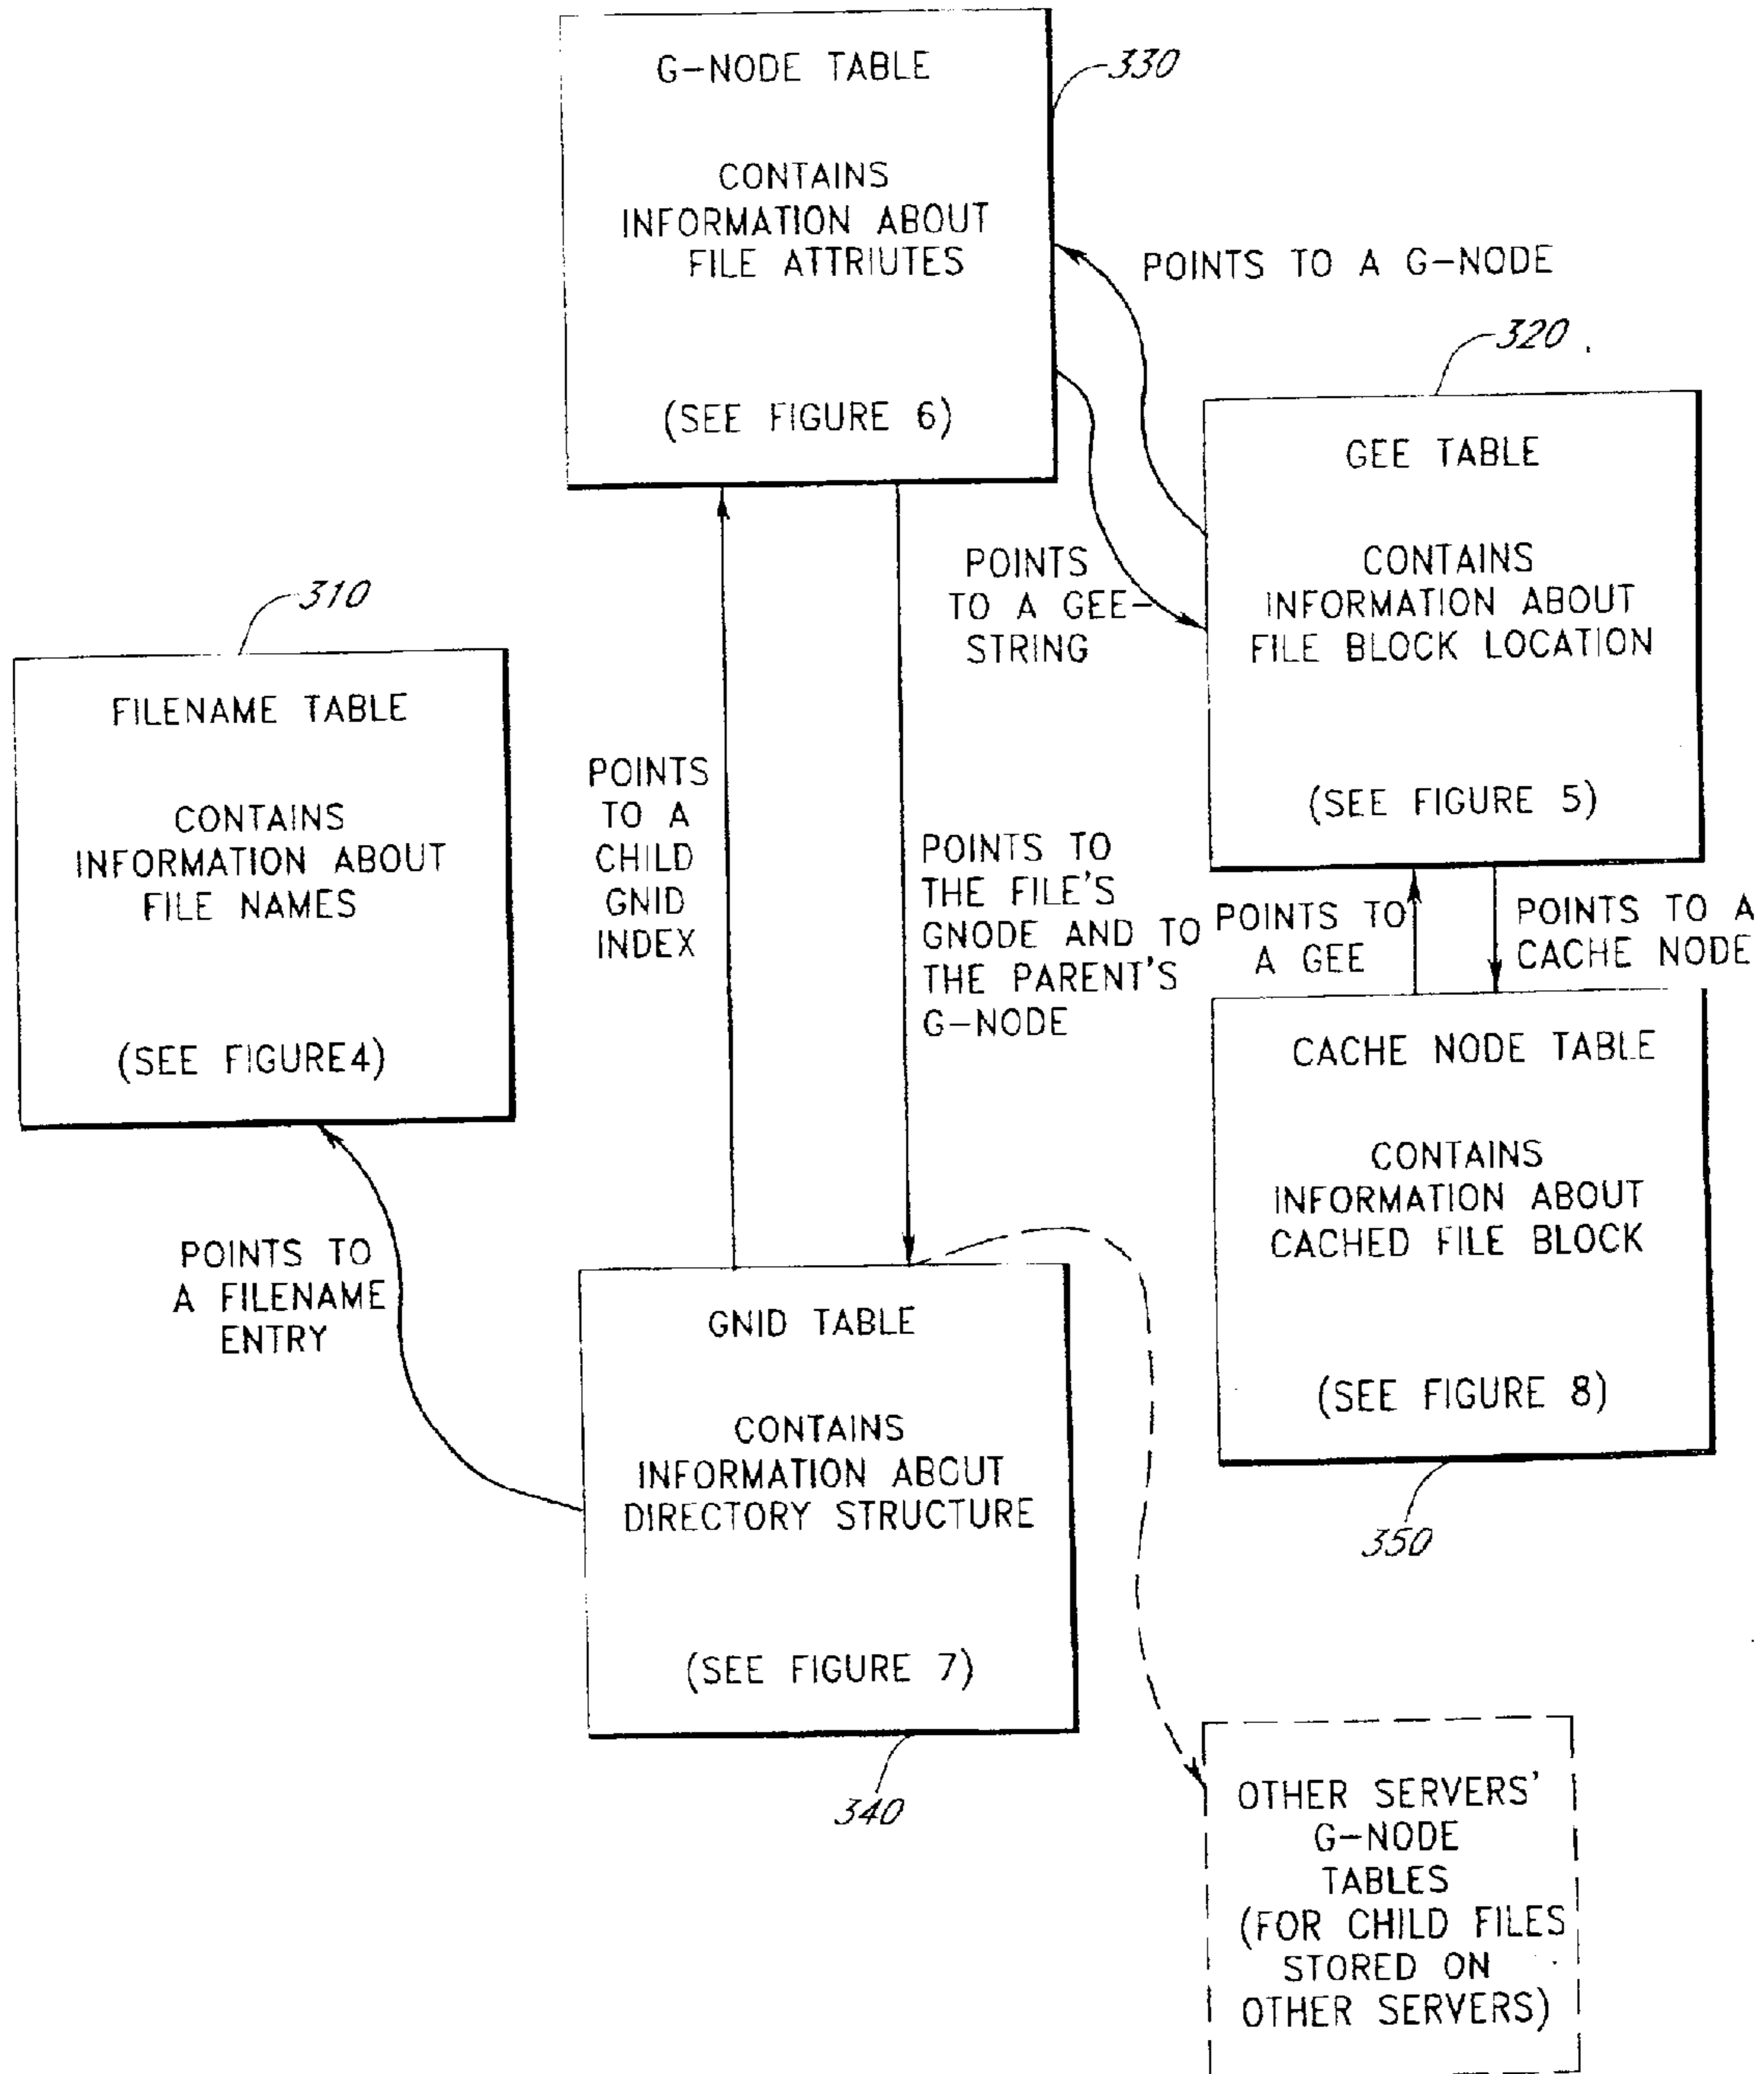 G-NODE TABLE
CONTAINS
INFORMATION ABOUT
FILE ATTRIUTES
(SEE FIGURE 6)
330
POINTS TO A G-NODE
320
GEE TABLE
CONTAINS
INFORMATION ABOUT
FILE BLOCK LOCATION
(SEE FIGURE 5)
POINTS
TO A GEE-
STRING
310
FILENAME TABLE
CONTAINS
INFORMATION ABOUT
FILE NAMES
(SEE FIGURE4)
POINTS
TO A
CHILD
GNID
INDEX
POINTS TO
THE FILE'S
GNODE AND TO
THE PARENT'S
G-NODE
POINTS TO
A GEE
POINTS TO A
CACHE NODE
CACHE NODE TABLE
CONTAINS
INFORMATION ABOUT
CACHED FILE BLOCK
(SEE FIGURE 8)
350
POINTS TO
A FILENAME
ENTRY
GNID TABLE
CONTAINS
INFORMATION ABOUT
DIRECTORY STRUCTURE
(SEE FIGURE 7)
340
OTHER SERVERS'
G-NODE
TABLES
(FOR CHILD FILES
STORED ON
OTHER SERVERS)